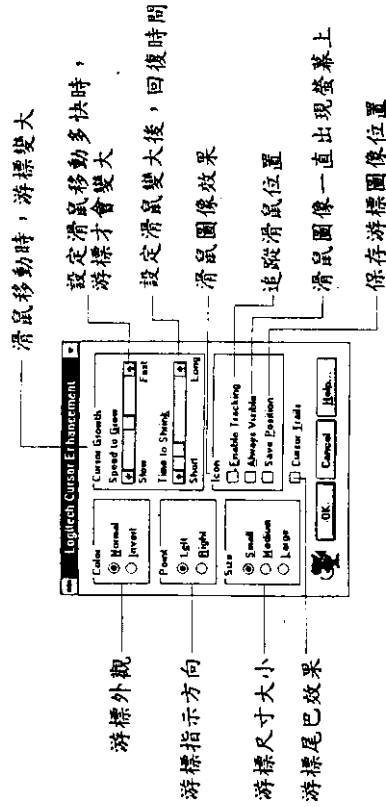 滑鼠移動時，游標變大
設定滑鼠移動多快時，
游標才會變大
設定滑鼠變大後，回復時間
滑鼠圖像效果
追蹤滑鼠位置
滑鼠圖像一直出現螢幕上
保存游標圖像位置
Logitech Cursor Enhancement
Color
Normal
Invert
Point
Left
Right
Size
Small
Medium
Large
Cursor Growth
Speed to Grow
Slow
Fast
Time to Shrink
Short
Long
Icon
Enable Tracking
Always Visible
Save Position
Cursor Trails
OK
Cancel
Help...
游標外觀
游標指示方向
游標尺寸大小
游標尾巴效果